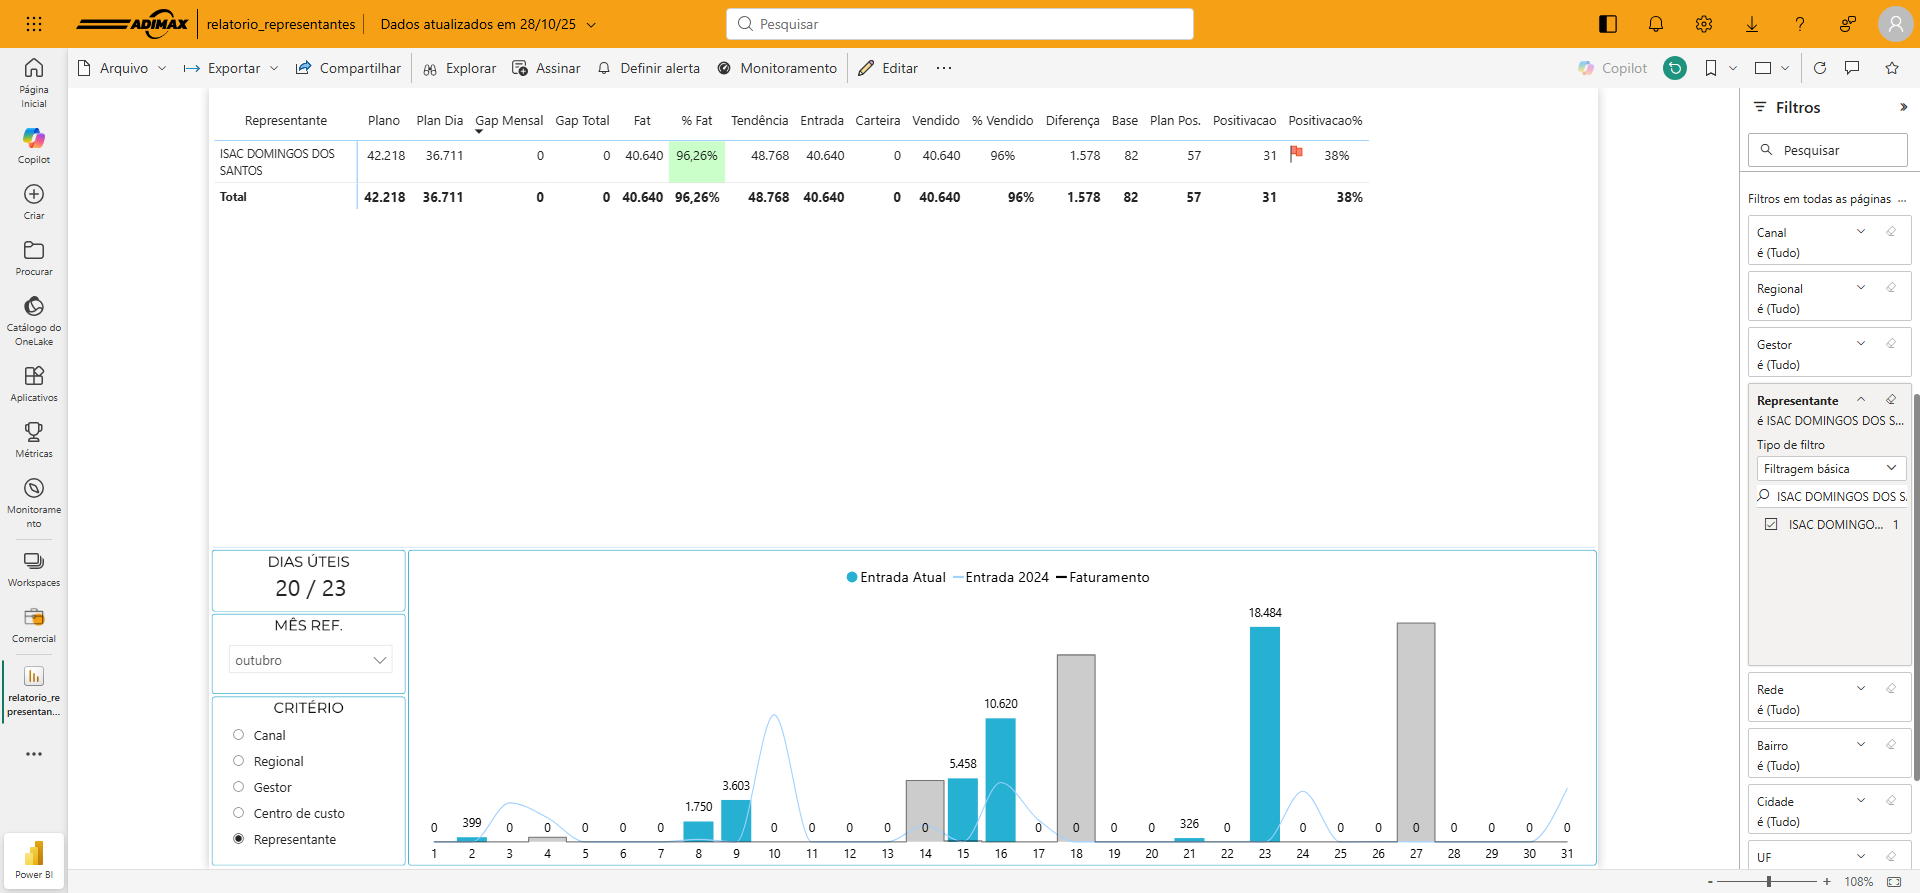 ADIMAX
relatorio_representantes
Dados atualizados em 28/10/25
Pesquisar
Arquivo
Exportar
Compartilhar
Explorar
Assinar
Definir alerta
Monitoramento
Editar
Copilot
Página
Inicial
Copilot
Criar
Procurar
Catálogo do
OneLake
Aplicativos
Métricas
Monitorame
nto
Workspaces
Comercial
relatorio_re
presentan...
Power BI
Representante Plano Plan Dia Gap Mensal Gap Total Fat % Fat Tendência Entrada Carteira Vendido % Vendido Diferença Base Plan Pos. Positivacao Positivacao%
ISAC DOMINGOS DOS
SANTOS
42.218 36.711 0 0 40.640 96,26% 48.768 40.640 0 40.640 96% 1.578 82 57 31 38%
Total 42.218 36.711 0 0 40.640 96,26% 48.768 40.640 0 40.640 96% 1.578 82 57 31 38%
DIAS ÚTEIS
20 / 23
MÊS REF.
outubro
CRITÉRIO
Canal
Regional
Gestor
Centro de custo
Representante
Entrada Atual Entrada 2024 Faturamento
0 399 0 0 0 0 0 1.750 3.603 0 0 0 0 0 5.458 10.620 0 0 0 0 326 0 18.484 0 0 0 0 0 0 0 0
1 2 3 4 5 6 7 8 9 10 11 12 13 14 15 16 17 18 19 20 21 22 23 24 25 26 27 28 29 30 31
Filtros
Pesquisar
Filtros em todas as páginas ...
Canal
é (Tudo)
Regional
é (Tudo)
Gestor
é (Tudo)
Representante
é ISAC DOMINGOS DOS S...
Tipo de filtro
Filtragem básica
ISAC DOMINGOS DOS S
ISAC DOMINGO... 1
Rede
é (Tudo)
Bairro
é (Tudo)
Cidade
é (Tudo)
UF
- + 108%